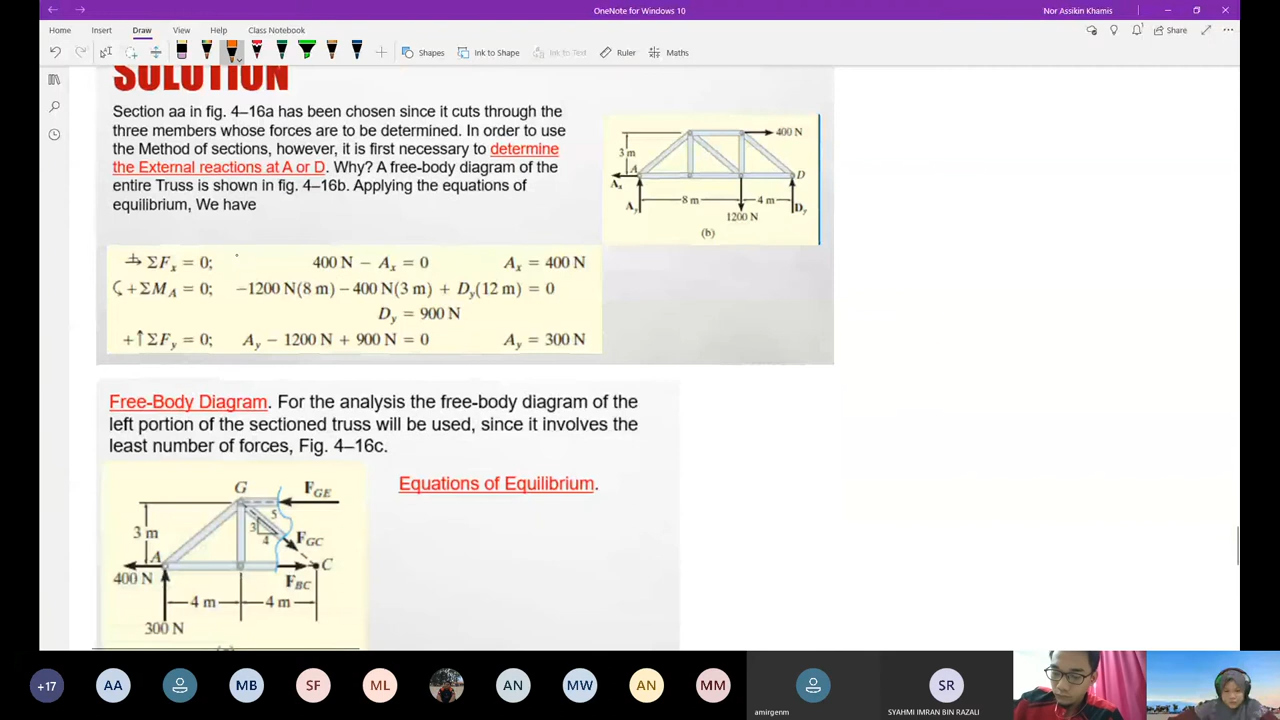 OneNote for Windows 10
Nor Assikin Khamis
Home Insert Draw View Help Class Notebook
Share
Shapes Ink to Shape Ink to Text Ruler Maths
SOLUTION
Section aa in fig. 4–16a has been chosen since it cuts through the
three members whose forces are to be determined. In order to use
the Method of sections, however, it is first necessary to determine
the External reactions at A or D. Why? A free-body diagram of the
entire Truss is shown in fig. 4–16b. Applying the equations of
equilibrium, We have
400 N
3 m
A
D
Ax
Ay
8 m
4 m
Dy
1200 N
(b)
→+ ΣFx = 0; 400 N − Ax = 0 Ax = 400 N
↺+ΣMA = 0; −1200 N(8 m) − 400 N(3 m) + Dy(12 m) = 0
Dy = 900 N
+↑ΣFy = 0; Ay − 1200 N + 900 N = 0 Ay = 300 N
Free-Body Diagram. For the analysis the free-body diagram of the
left portion of the sectioned truss will be used, since it involves the
least number of forces, Fig. 4–16c.
Equations of Equilibrium.
G
FGE
5
3
4
3 m
FGC
A
C
400 N
FBC
4 m
4 m
300 N
+17 AA MB SF ML AN MW AN MM SR
amirgenm
SYAHMI IMRAN BIN RAZALI